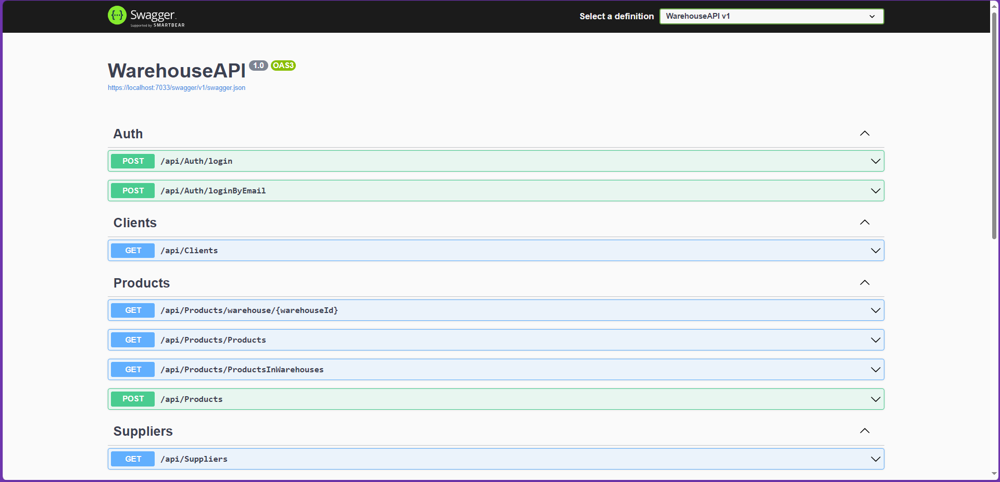 Swagger
Supported by SMARTBEAR
Select a definition
WarehouseAPI v1
WarehouseAPI 1.0 OAS3
https://localhost:7033/swagger/v1/swagger.json
Auth
POST /api/Auth/login
POST /api/Auth/loginByEmail
Clients
GET /api/Clients
Products
GET /api/Products/warehouse/{warehouseId}
GET /api/Products/Products
GET /api/Products/ProductsInWarehouses
POST /api/Products
Suppliers
GET /api/Suppliers